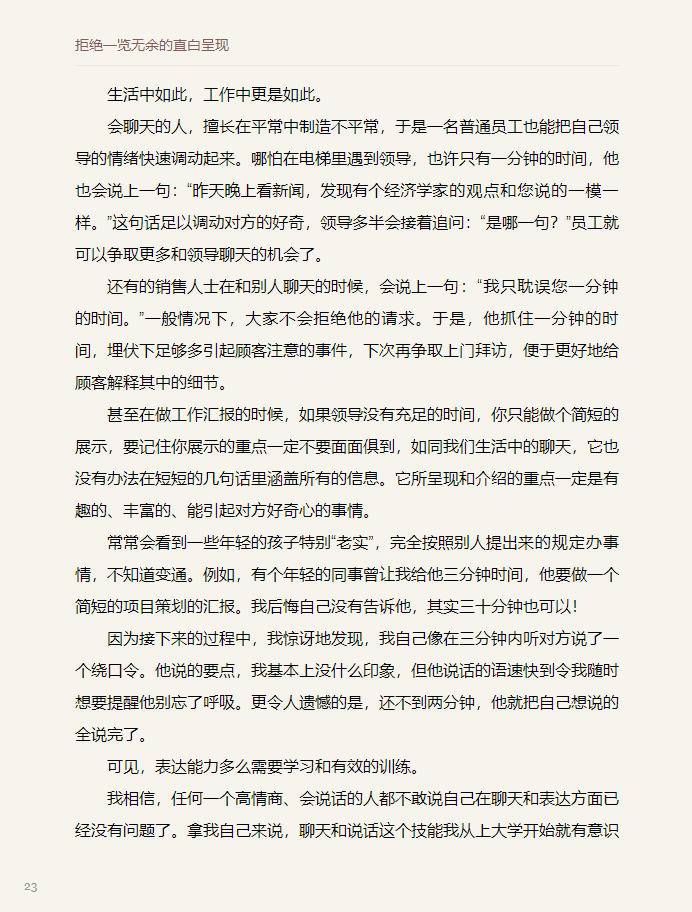 拒绝一览无余的直白呈现
生活中如此，工作中更是如此。
会聊天的人，擅长在平常中制造不平常，于是一名普通员工也能把自己领
导的情绪快速调动起来。哪怕在电梯里遇到领导，也许只有一分钟的时间，他
也会说上一句：“昨天晚上看新闻，发现有个经济学家的观点和您说的一模一
样。”这句话足以调动对方的好奇，领导多半会接着追问：“是哪一句？”员工就
可以争取更多和领导聊天的机会了。
还有的销售人士在和别人聊天的时候，会说上一句：“我只耽误您一分钟
的时间。”一般情况下，大家不会拒绝他的请求。于是，他抓住一分钟的时
间，埋伏下足够多引起顾客注意的事件，下次再争取上门拜访，便于更好地给
顾客解释其中的细节。
甚至在做工作汇报的时候，如果领导没有充足的时间，你只能做个简短的
展示，要记住你展示的重点一定不要面面俱到，如同我们生活中的聊天，它也
没有办法在短短的几句话里涵盖所有的信息。它所呈现和介绍的重点一定是有
趣的、丰富的、能引起对方好奇心的事情。
常常会看到一些年轻的孩子特别“老实”，完全按照别人提出来的规定办事
情，不知道变通。例如，有个年轻的同事曾让我给他三分钟时间，他要做一个
简短的项目策划的汇报。我后悔自己没有告诉他，其实三十分钟也可以！
因为接下来的过程中，我惊讶地发现，我自己像在三分钟内听对方说了一
个绕口令。他说的要点，我基本上没什么印象，但他说话的语速快到令我随时
想要提醒他别忘了呼吸。更令人遗憾的是，还不到两分钟，他就把自己想说的
全说完了。
可见，表达能力多么需要学习和有效的训练。
我相信，任何一个高情商、会说话的人都不敢说自己在聊天和表达方面已
经没有问题了。拿我自己来说，聊天和说话这个技能我从上大学开始就有意识
23